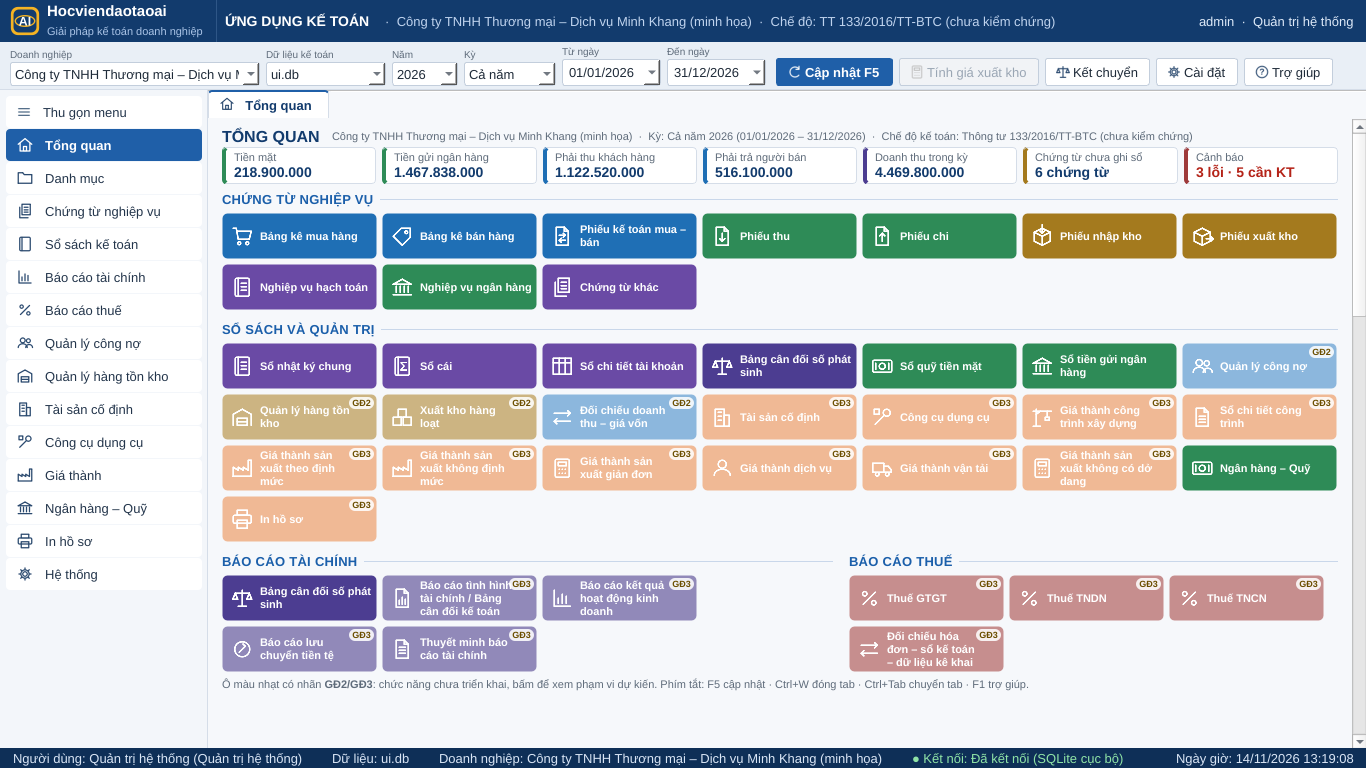 AI Hocviendaotaoai
Giải pháp kế toán doanh nghiệp
ỨNG DỤNG KẾ TOÁN · Công ty TNHH Thương mại – Dịch vụ Minh Khang (minh họa) · Chế độ: TT 133/2016/TT-BTC (chưa kiểm chứng)
admin · Quản trị hệ thống
Doanh nghiệp Dữ liệu kế toán Năm Kỳ Từ ngày Đến ngày
Công ty TNHH Thương mại – Dịch vụ ui.db 2026 Cả năm 01/01/2026 31/12/2026 Cập nhật F5 Tính giá xuất kho Kết chuyển Cài đặt Trợ giúp
Thu gọn menu
Tổng quan
Danh mục
Chứng từ nghiệp vụ
Sổ sách kế toán
Báo cáo tài chính
Báo cáo thuế
Quản lý công nợ
Quản lý hàng tồn kho
Tài sản cố định
Công cụ dụng cụ
Giá thành
Ngân hàng – Quỹ
In hồ sơ
Hệ thống
Tổng quan
TỔNG QUAN Công ty TNHH Thương mại – Dịch vụ Minh Khang (minh họa) · Kỳ: Cả năm 2026 (01/01/2026 – 31/12/2026) · Chế độ kế toán: Thông tư 133/2016/TT-BTC (chưa kiểm chứng)
Tiền mặt
218.900.000
Tiền gửi ngân hàng
1.467.838.000
Phải thu khách hàng
1.122.520.000
Phải trả người bán
516.100.000
Doanh thu trong kỳ
4.469.800.000
Chứng từ chưa ghi sổ
6 chứng từ
Cảnh báo
3 lỗi · 5 cần KT
CHỨNG TỪ NGHIỆP VỤ
Bảng kê mua hàng
Bảng kê bán hàng
Phiếu kế toán mua –
bán
Phiếu thu
Phiếu chi
Phiếu nhập kho
Phiếu xuất kho
Nghiệp vụ hạch toán
Nghiệp vụ ngân hàng
Chứng từ khác
SỔ SÁCH VÀ QUẢN TRỊ
Sổ nhật ký chung
Sổ cái
Sổ chi tiết tài khoản
Bảng cân đối số phát
sinh
Sổ quỹ tiền mặt
Sổ tiền gửi ngân
hàng
Quản lý công nợ GĐ2
Quản lý hàng tồn GĐ2
kho
Xuất kho hàng GĐ2
loạt
Đối chiếu doanh GĐ2
thu – giá vốn
Tài sản cố định GĐ3
Công cụ dụng cụ GĐ3
Giá thành công GĐ3
trình xây dựng
Sổ chi tiết công GĐ3
trình
Giá thành sản GĐ3
xuất theo định
mức
Giá thành sản GĐ3
xuất không định
mức
Giá thành sản GĐ3
xuất giản đơn
Giá thành dịch vụ GĐ3
Giá thành vận tải GĐ3
Giá thành sản GĐ3
xuất không có dở
dang
Ngân hàng – Quỹ
In hồ sơ GĐ3
BÁO CÁO TÀI CHÍNH
Bảng cân đối số phát
sinh
Báo cáo tình hình GĐ3
tài chính / Bảng
cân đối kế toán
Báo cáo kết quả GĐ3
hoạt động kinh
doanh
Báo cáo lưu GĐ3
chuyển tiền tệ
Thuyết minh báo GĐ3
cáo tài chính
BÁO CÁO THUẾ
Thuế GTGT GĐ3
Thuế TNDN GĐ3
Thuế TNCN GĐ3
Đối chiếu hóa GĐ3
đơn – sổ kế toán
– dữ liệu kê khai
Ô màu nhạt có nhãn GĐ2/GĐ3: chức năng chưa triển khai, bấm để xem phạm vi dự kiến. Phím tắt: F5 cập nhật · Ctrl+W đóng tab · Ctrl+Tab chuyển tab · F1 trợ giúp.
Người dùng: Quản trị hệ thống (Quản trị hệ thống) Dữ liệu: ui.db Doanh nghiệp: Công ty TNHH Thương mại – Dịch vụ Minh Khang (minh họa) ● Kết nối: Đã kết nối (SQLite cục bộ) Ngày giờ: 14/11/2026 13:19:08